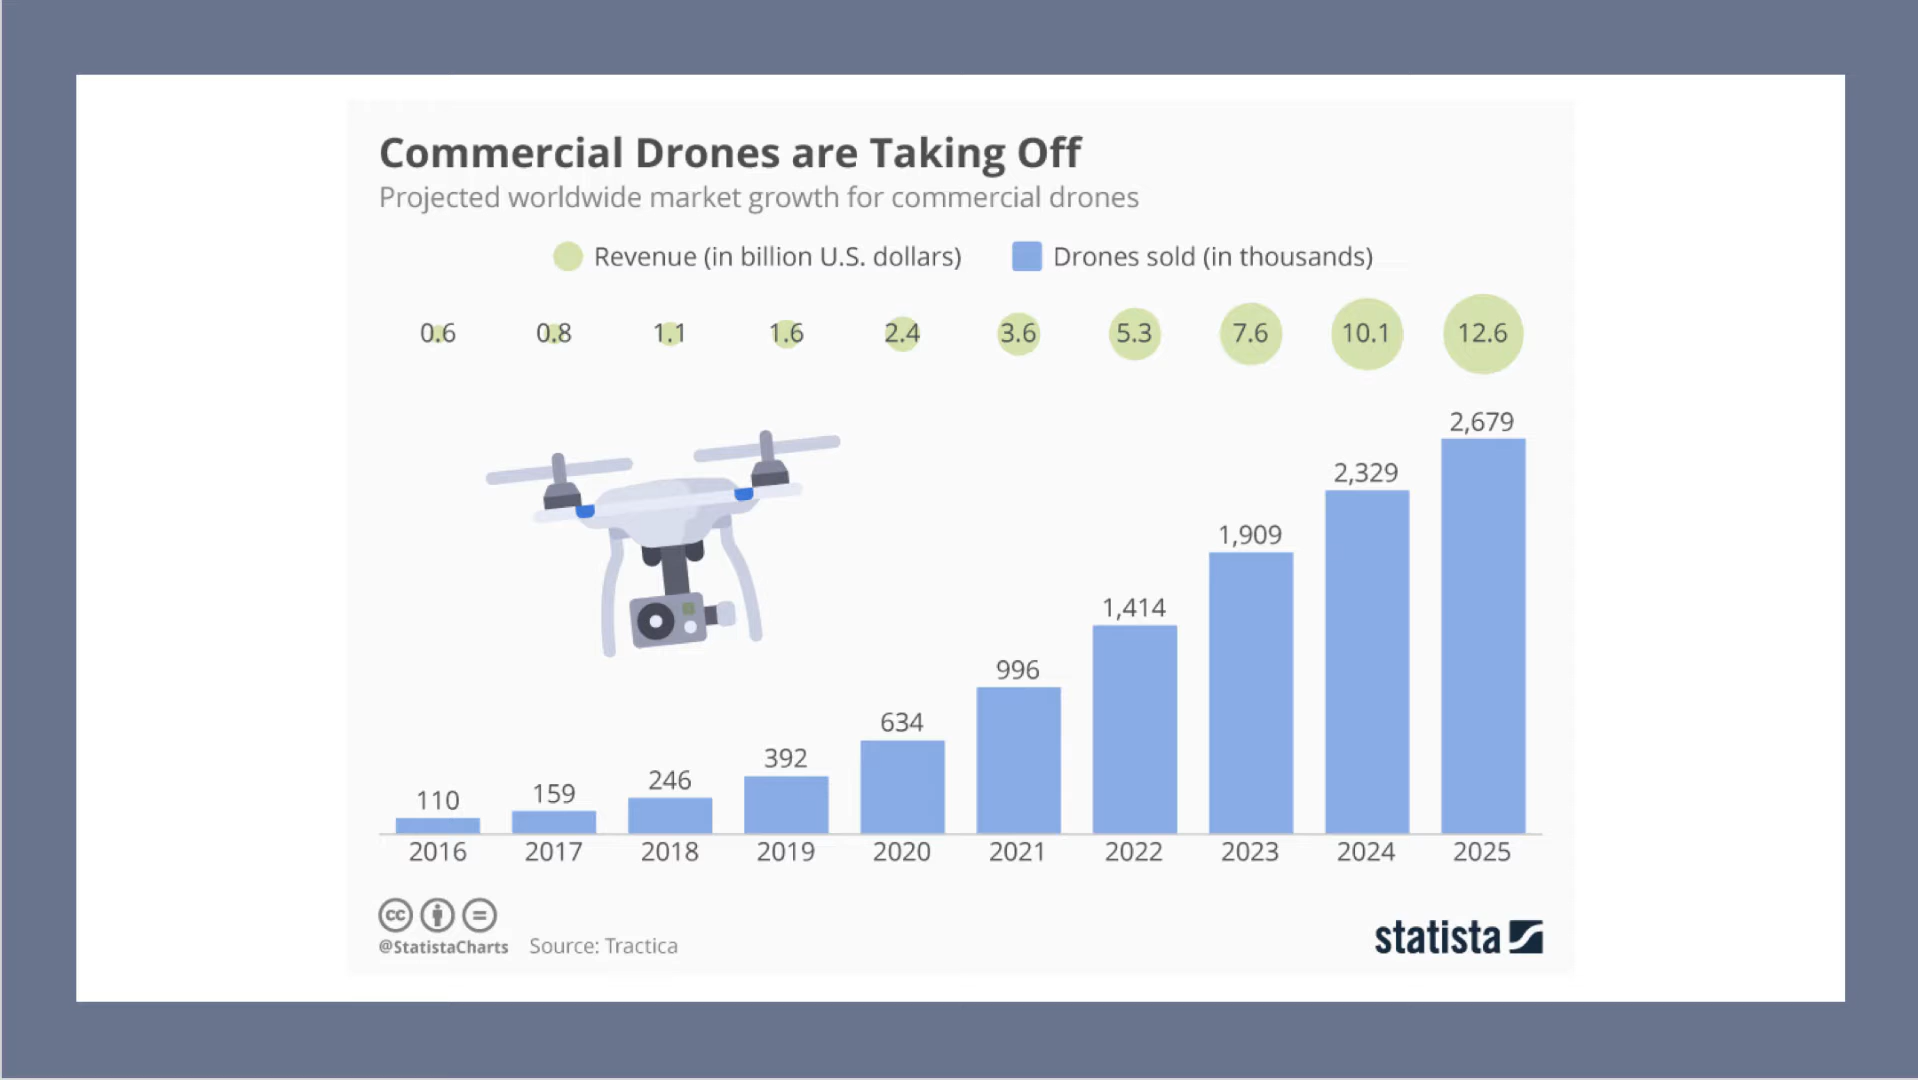 Commercial Drones are Taking Off
Projected worldwide market growth for commercial drones
Revenue (in billion U.S. dollars) Drones sold (in thousands)
0.6 0.8 1.1 1.6 2.4 3.6 5.3 7.6 10.1 12.6
2,679
2,329
1,909
1,414
996
634
392
246
159
110
2016 2017 2018 2019 2020 2021 2022 2023 2024 2025
cc
@StatistaCharts Source: Tractica
statista